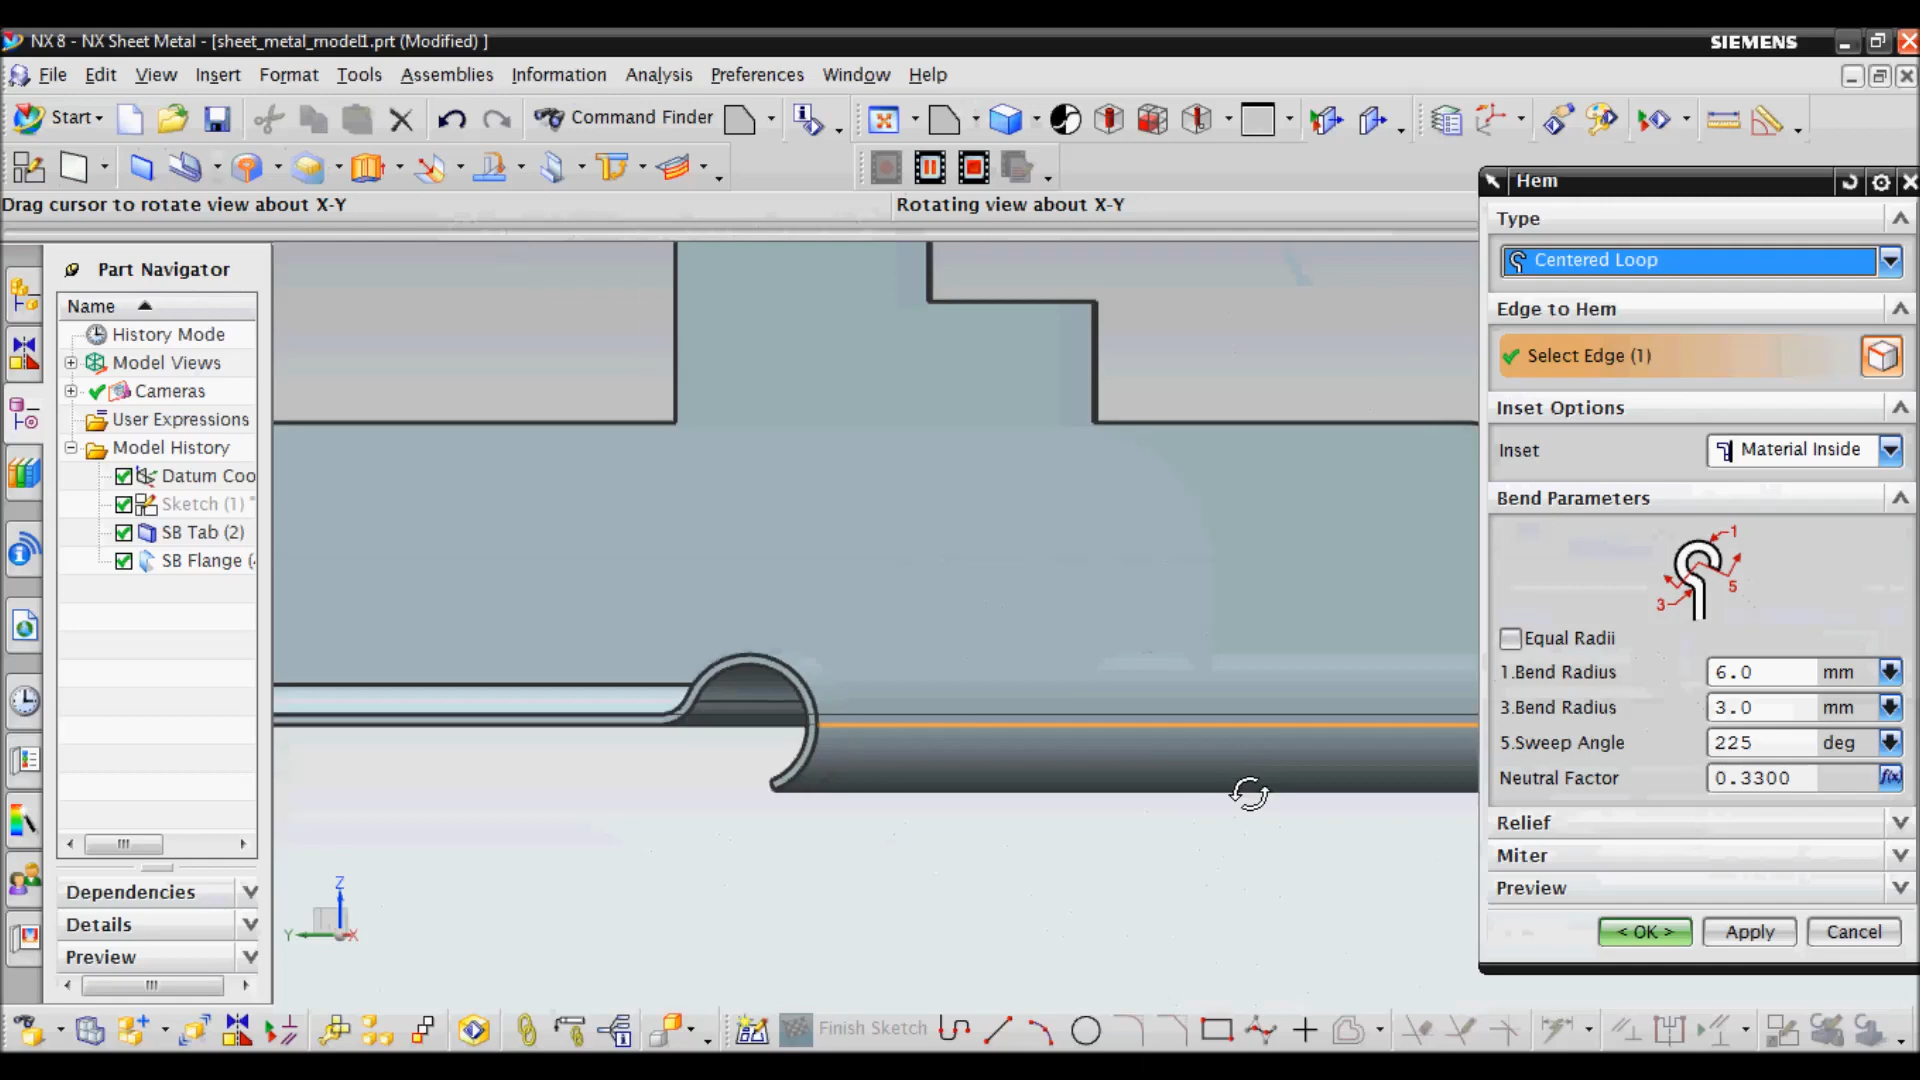 NX 8 - NX Sheet Metal - [sheet_metal_model1.prt (Modified) ]
SIEMENS
File Edit View Insert Format Tools Assemblies Information Analysis Preferences Window Help
Start Command Finder
Drag cursor to rotate view about X-Y
Rotating view about X-Y
Part Navigator
Name
History Mode
Model Views
Cameras
User Expressions
Model History
Datum Coo
Sketch (1) "
SB Tab (2)
SB Flange (
Dependencies
Details
Preview
Z
Y
X
Hem
Type
Centered Loop
Edge to Hem
Select Edge (1)
Inset Options
Inset Material Inside
Bend Parameters
1
5
3
Equal Radii
1.Bend Radius 6.0 mm
3.Bend Radius 3.0 mm
5.Sweep Angle 225 deg
Neutral Factor 0.3300 f(x)
Relief
Miter
Preview
< OK > Apply Cancel
Finish Sketch